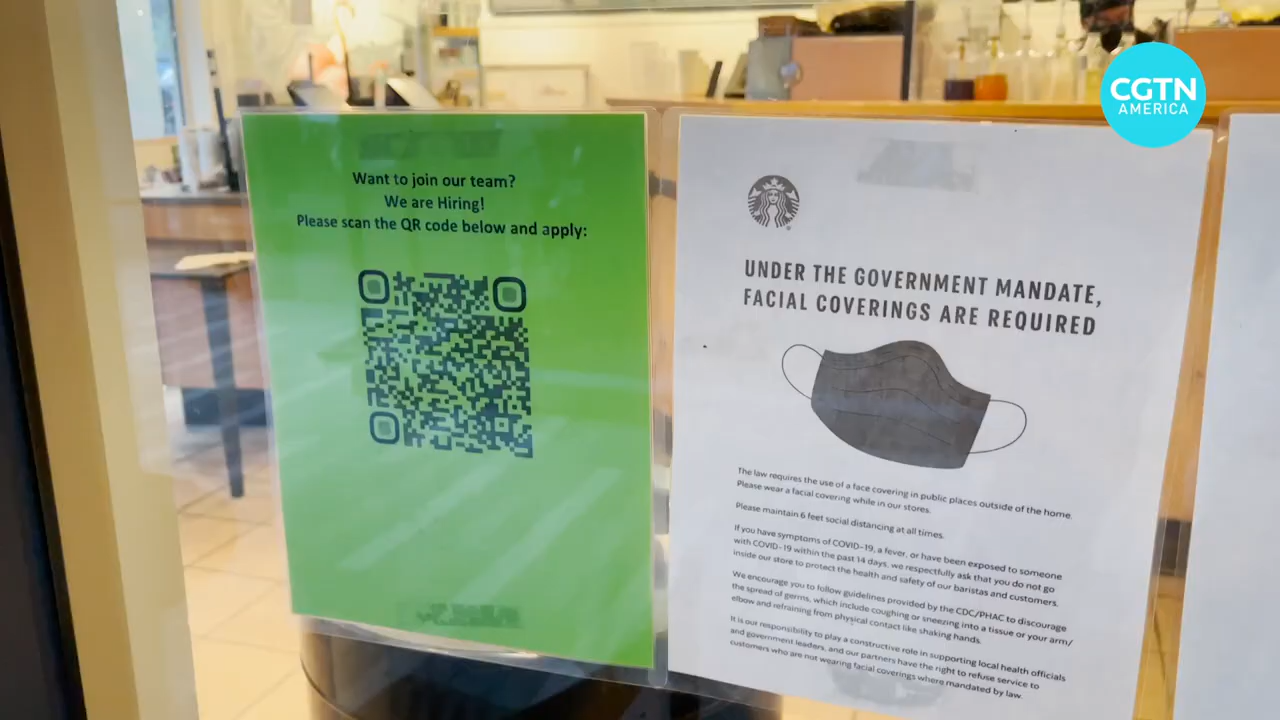 CGTN
AMERICA
Want to join our team?
We are Hiring!
Please scan the QR code below and apply:
UNDER THE GOVERNMENT MANDATE,
FACIAL COVERINGS ARE REQUIRED
The law requires the use of a face covering in public places outside of the home.
Please wear a facial covering while in our stores.
Please maintain 6 feet social distancing at all times.
If you have symptoms of COVID-19, a fever, or have been exposed to someone
with COVID-19 within the past 14 days, we respectfully ask that you do not go
inside our store to protect the health and safety of our baristas and customers.
We encourage you to follow guidelines provided by the CDC/PHAC to discourage
the spread of germs, which include coughing or sneezing into a tissue or your arm/
elbow and refraining from physical contact like shaking hands.
It is our responsibility to play a constructive role in supporting local health officials
and government leaders, and our partners have the right to refuse service to
customers who are not wearing facial coverings where mandated by law.